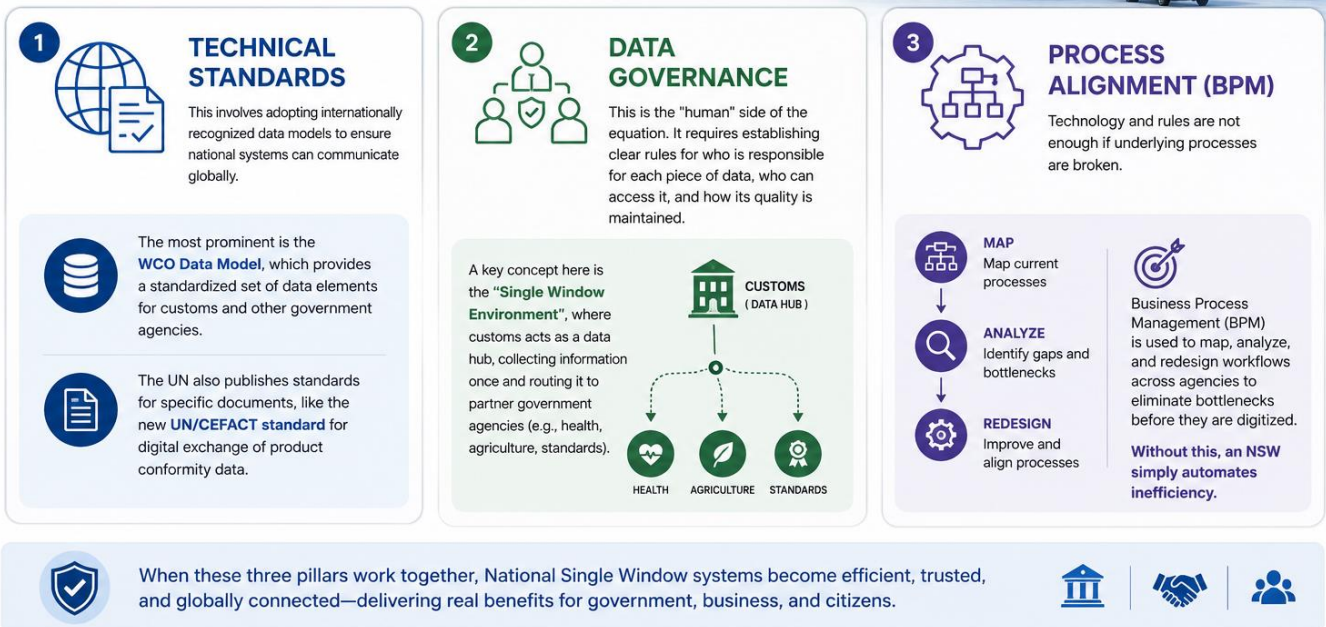 1
TECHNICAL
STANDARDS
This involves adopting internationally
recognized data models to ensure
national systems can communicate
globally.
The most prominent is the
WCO Data Model, which provides
a standardized set of data elements
for customs and other government
agencies.
The UN also publishes standards
for specific documents, like the
new UN/CEFACT standard for
digital exchange of product
conformity data.
2
DATA
GOVERNANCE
This is the "human" side of the
equation. It requires establishing
clear rules for who is responsible
for each piece of data, who can
access it, and how its quality is
maintained.
A key concept here is
the “Single Window
Environment”, where
customs acts as a data
hub, collecting information
once and routing it to
partner government
agencies (e.g., health,
agriculture, standards).
CUSTOMS
( DATA HUB )
HEALTH
AGRICULTURE
STANDARDS
3
PROCESS
ALIGNMENT (BPM)
Technology and rules are not
enough if underlying processes
are broken.
MAP
Map current
processes
ANALYZE
Identify gaps and
bottlenecks
REDESIGN
Improve and
align processes
Business Process
Management (BPM)
is used to map, analyze,
and redesign workflows
across agencies to
eliminate bottlenecks
before they are digitized.
Without this, an NSW
simply automates
inefficiency.
When these three pillars work together, National Single Window systems become efficient, trusted,
and globally connected—delivering real benefits for government, business, and citizens.